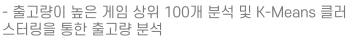 - 출고량이 높은 게임 상위 100개 분석 및 K-Means 클러
스터링을 통한 출고량 분석